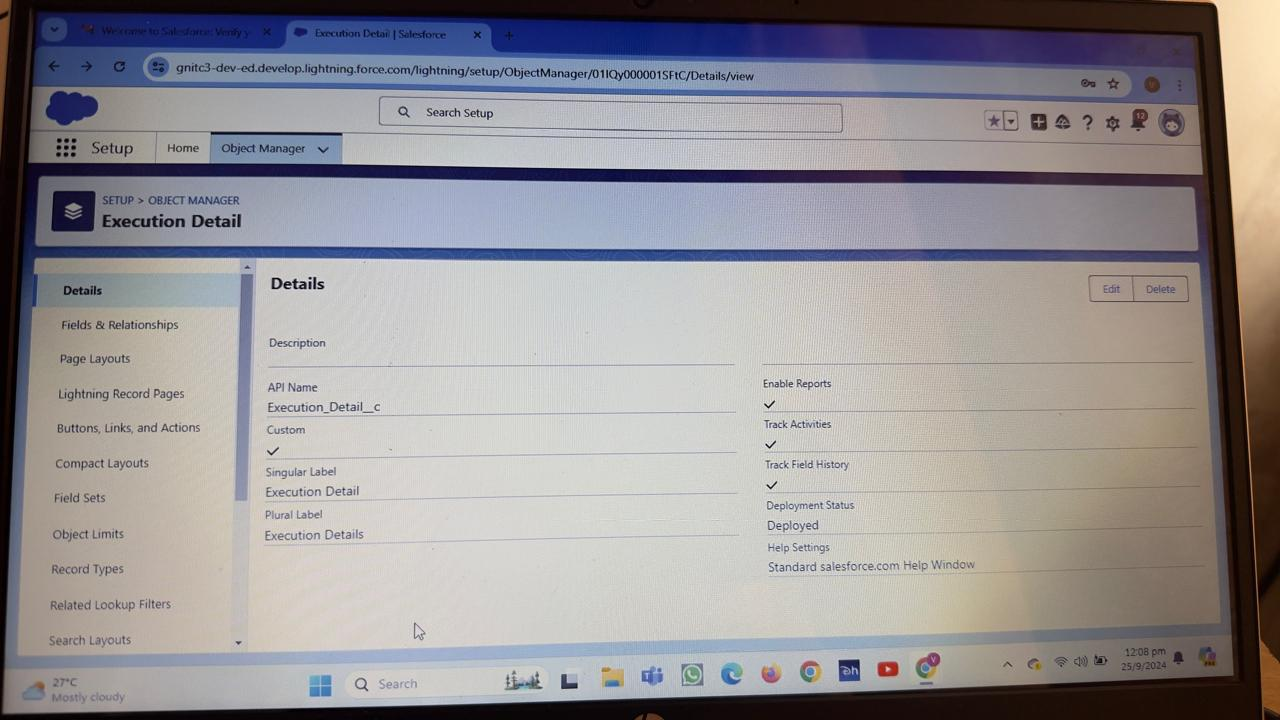 Welcome to Salesforce: Verify y
Execution Detail | Salesforce
gnitc3-dev-ed.develop.lightning.force.com/lightning/setup/ObjectManager/01IQy000001SFtC/Details/view
Search Setup
12
Setup
Home
Object Manager
SETUP > OBJECT MANAGER
Execution Detail
Details
Fields & Relationships
Page Layouts
Lightning Record Pages
Buttons, Links, and Actions
Compact Layouts
Field Sets
Object Limits
Record Types
Related Lookup Filters
Search Layouts
Details
Edit
Delete
Description
API Name
Execution_Detail__c
Custom
Singular Label
Execution Detail
Plural Label
Execution Details
Enable Reports
Track Activities
Track Field History
Deployment Status
Deployed
Help Settings
Standard salesforce.com Help Window
27°C
Mostly cloudy
Search
12:08 pm
25/9/2024